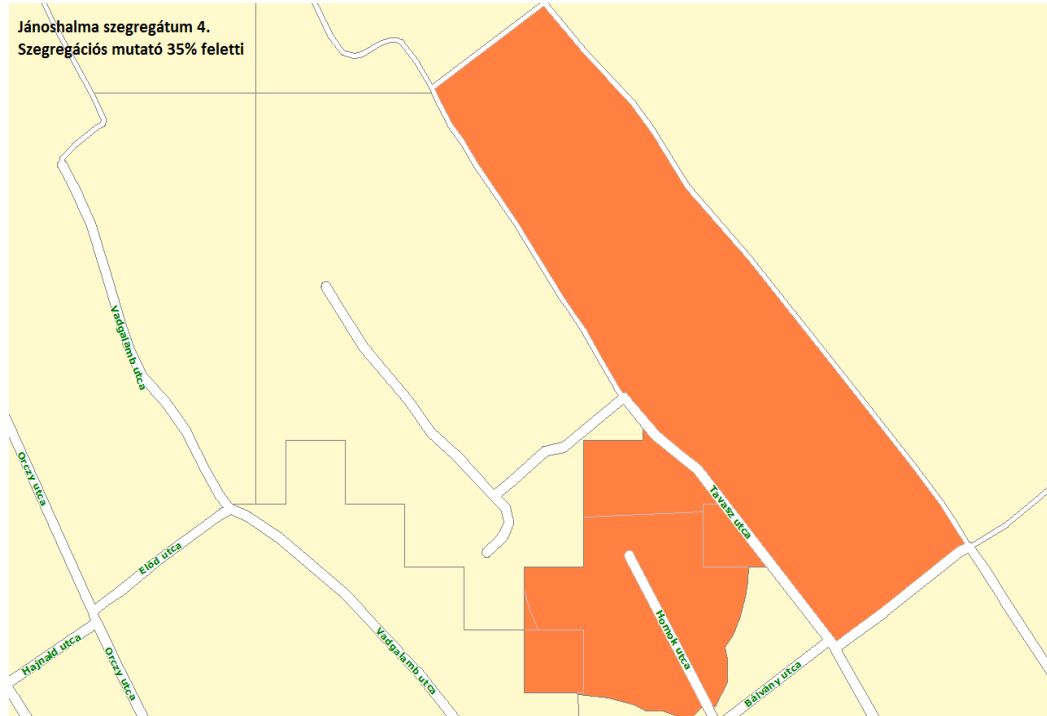 Jánoshalma szegregátum 4.
Szegregációs mutató 35% feletti
Vadgalamb utca
Orczy utca
Tavasz utca
Előd utca
Homok utca
Hajnald utca
Orczy utca
Vadgalamb utca
Bálvány utca